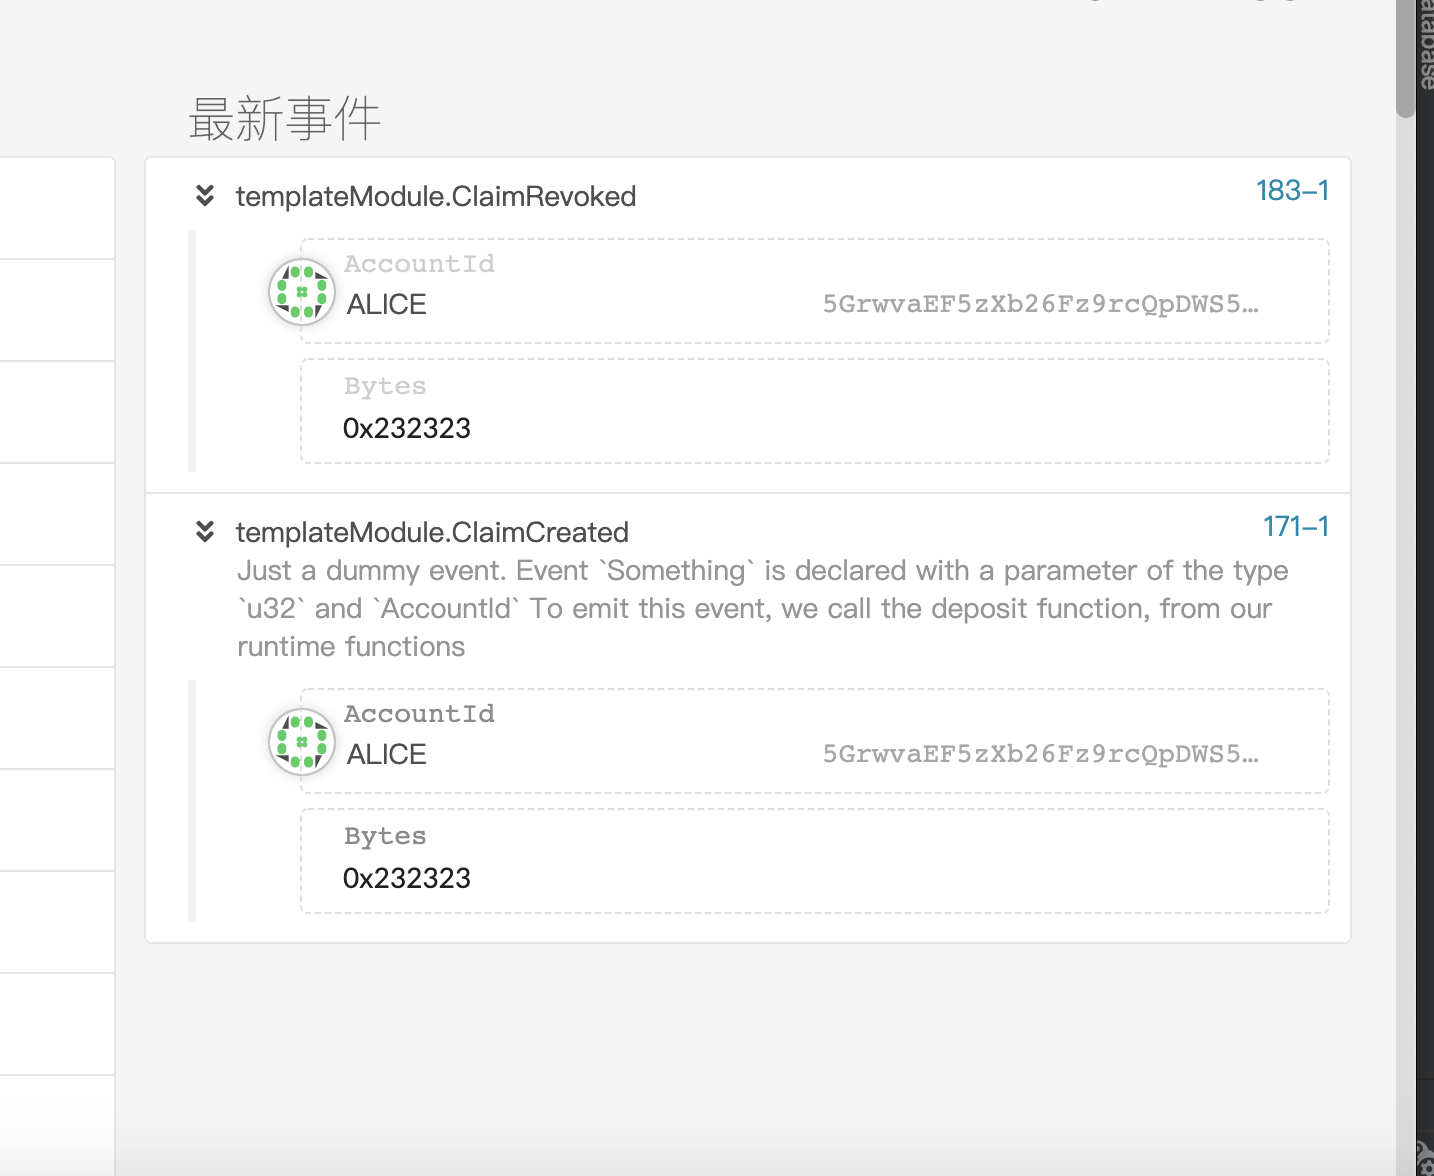 最新事件
templateModule.ClaimRevoked
183-1
AccountId
ALICE
5GrwvaEF5zXb26Fz9rcQpDWS5…
Bytes
0x232323
templateModule.ClaimCreated
171-1
Just a dummy event. Event `Something` is declared with a parameter of the type
`u32` and `AccountId` To emit this event, we call the deposit function, from our
runtime functions
AccountId
ALICE
5GrwvaEF5zXb26Fz9rcQpDWS5…
Bytes
0x232323